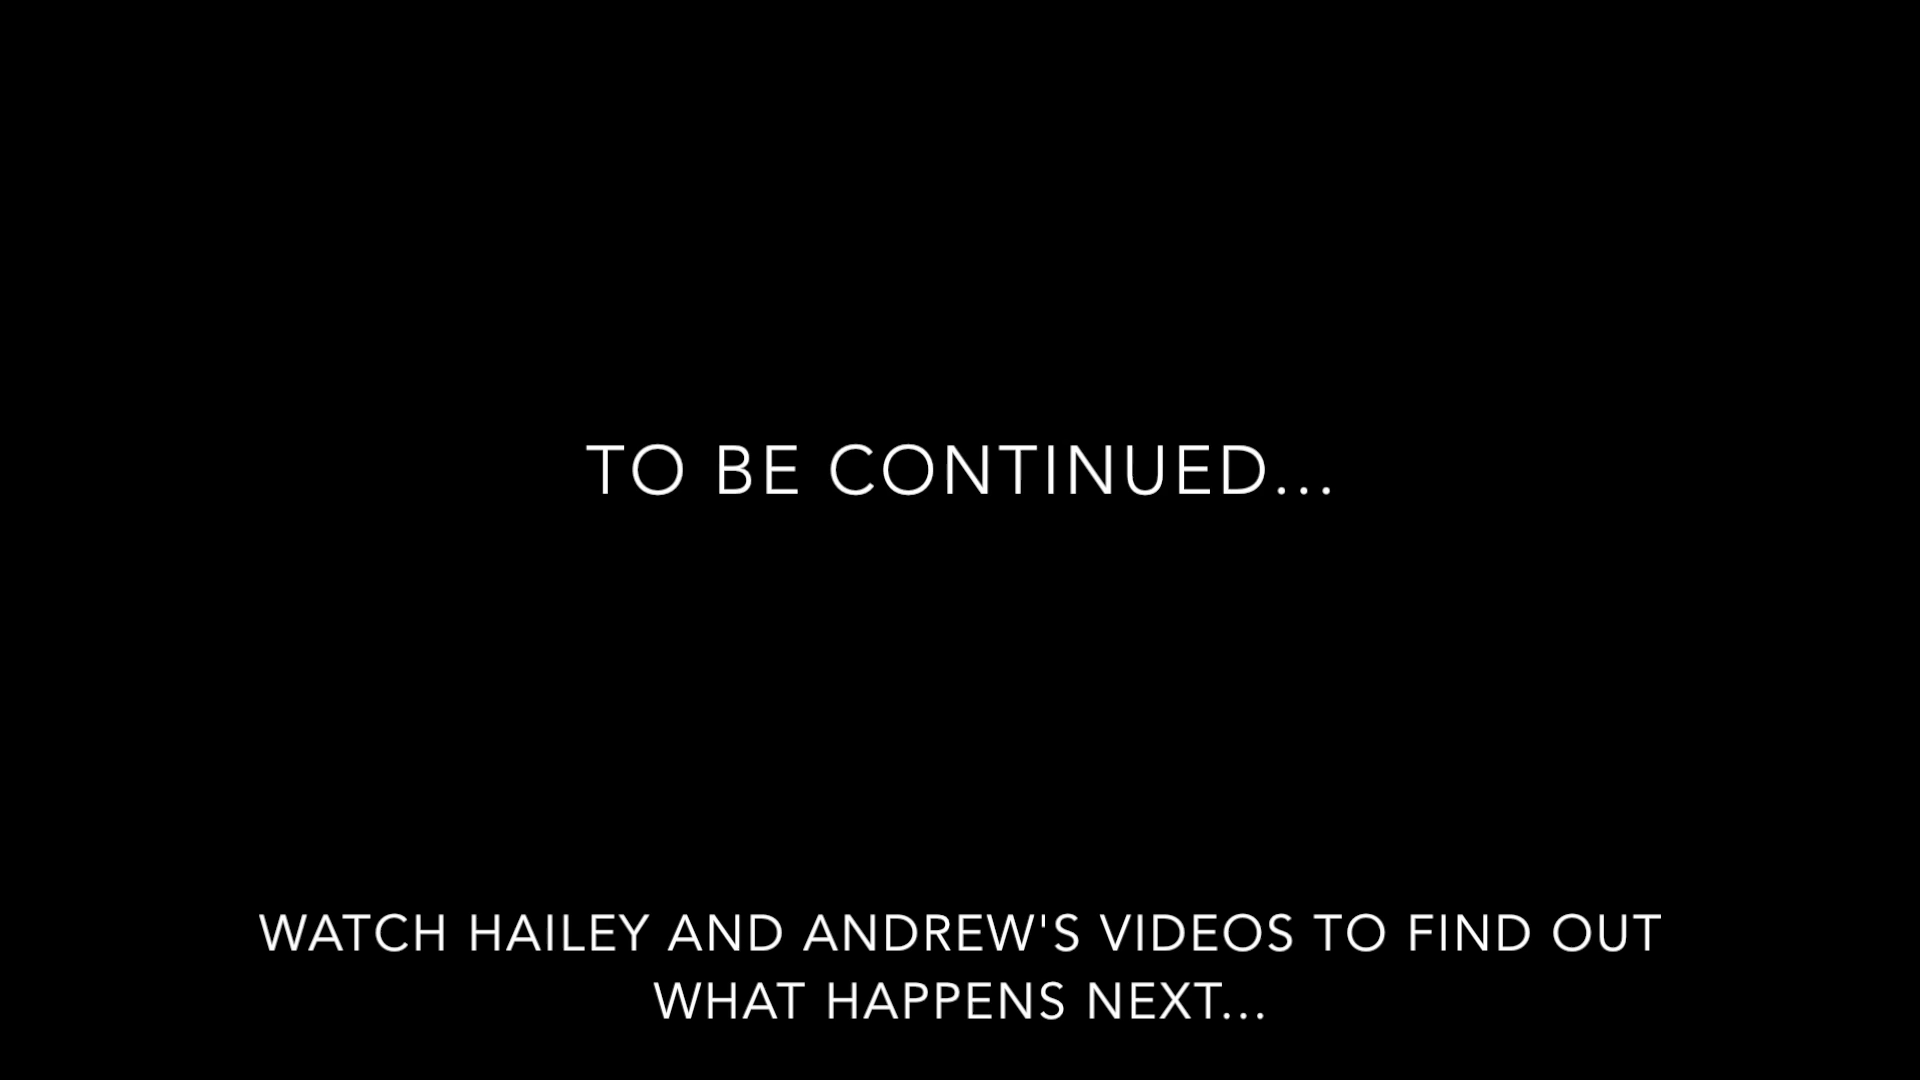 TO BE CONTINUED...
WATCH HAILEY AND ANDREW'S VIDEOS TO FIND OUT
WHAT HAPPENS NEXT...